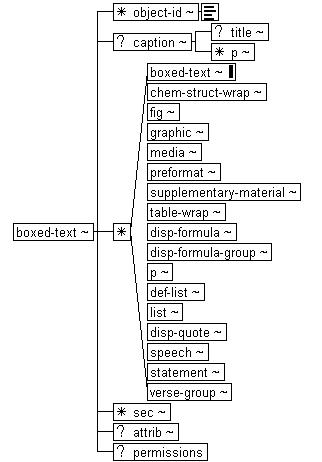 * object-id ~
? caption ~
? title ~
* p ~
boxed-text ~
chem-struct-wrap ~
fig ~
graphic ~
media ~
preformat ~
supplementary-material ~
table-wrap ~
boxed-text ~
*
disp-formula ~
disp-formula-group ~
p ~
def-list ~
list ~
disp-quote ~
speech ~
statement ~
verse-group ~
* sec ~
? attrib ~
? permissions